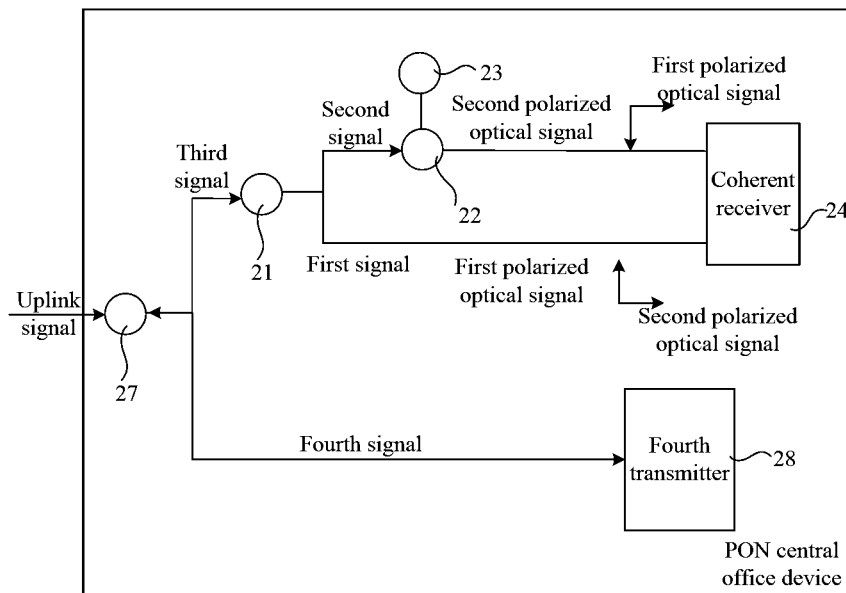 23
First polarized
optical signal
Second
signal
Second polarized
optical signal
Third
signal
22
Coherent
receiver
24
21
First signal
First polarized
optical signal
Uplink
signal
Second polarized
optical signal
27
Fourth signal
Fourth
transmitter
28
PON central
office device